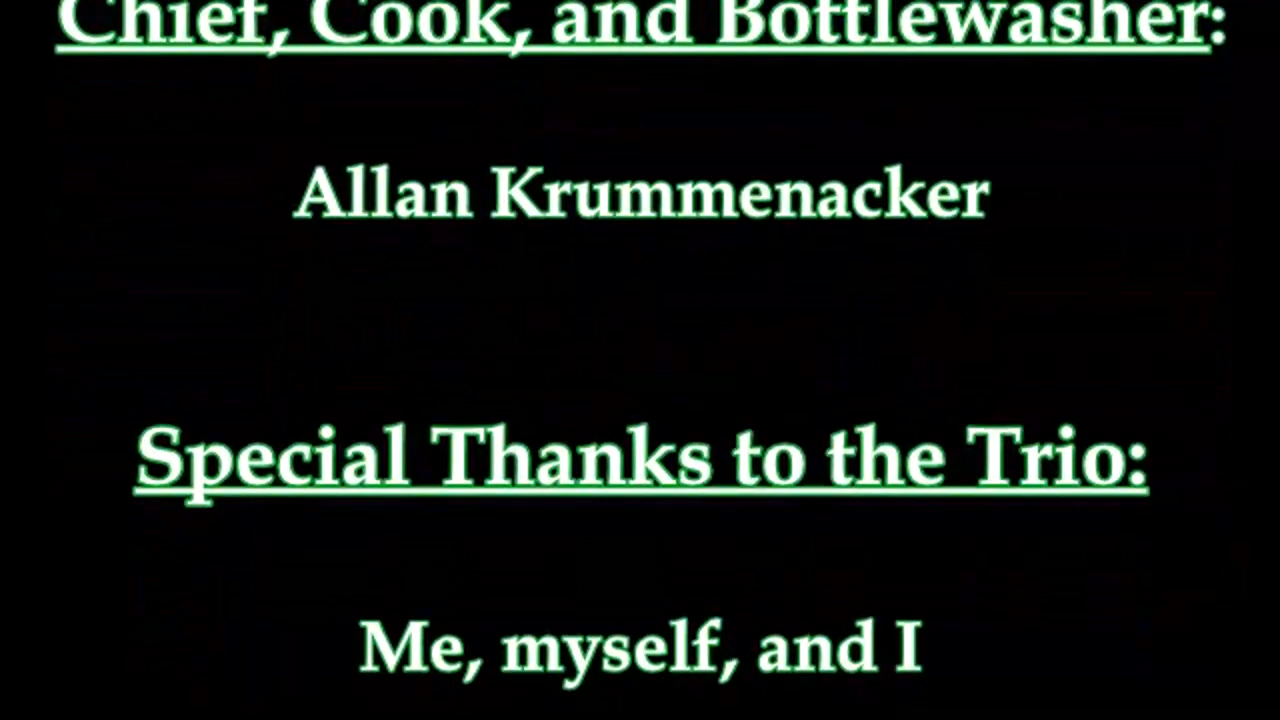 Chief, Cook, and Bottlewasher:
Allan Krummenacker
Special Thanks to the Trio:
Me, myself, and I